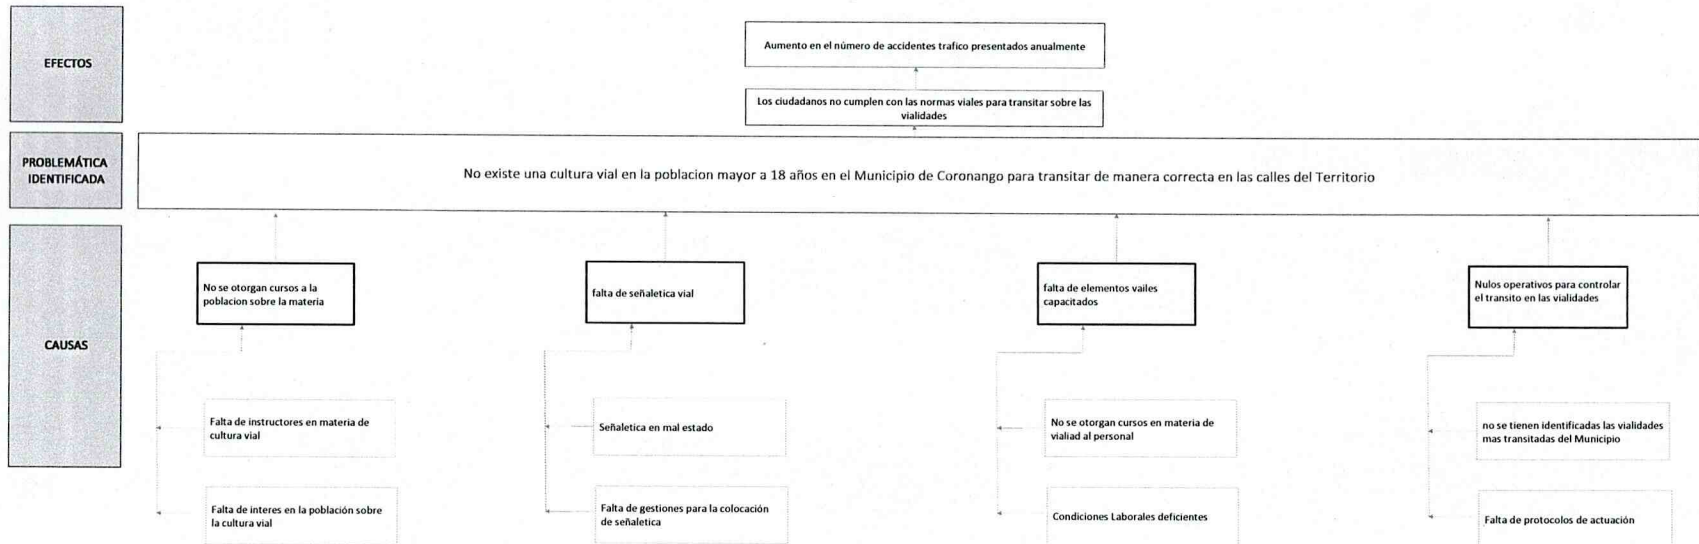 EFECTOS
Aumento en el número de accidentes trafico presentados anualmente
Los ciudadanos no cumplen con las normas viales para transitar sobre las
vialidades
PROBLEMÁTICA
IDENTIFICADA
No existe una cultura vial en la poblacion mayor a 18 años en el Municipio de Coronango para transitar de manera correcta en las calles del Territorio
CAUSAS
No se otorgan cursos a la
poblacion sobre la materia
Falta de instructores en materia de
cultura vial
Falta de interes en la población sobre
la cultura vial
falta de señaletica vial
Señaletica en mal estado
Falta de gestiones para la colocación
de señaletica
falta de elementos vailes
capacitados
No se otorgan cursos en materia de
vialiad al personal
Condiciones Laborales deficientes
Nulos operativos para controlar
el transito en las vialidades
no se tienen identificadas las vialidades
mas transitadas del Municipio
Falta de protocolos de actuación